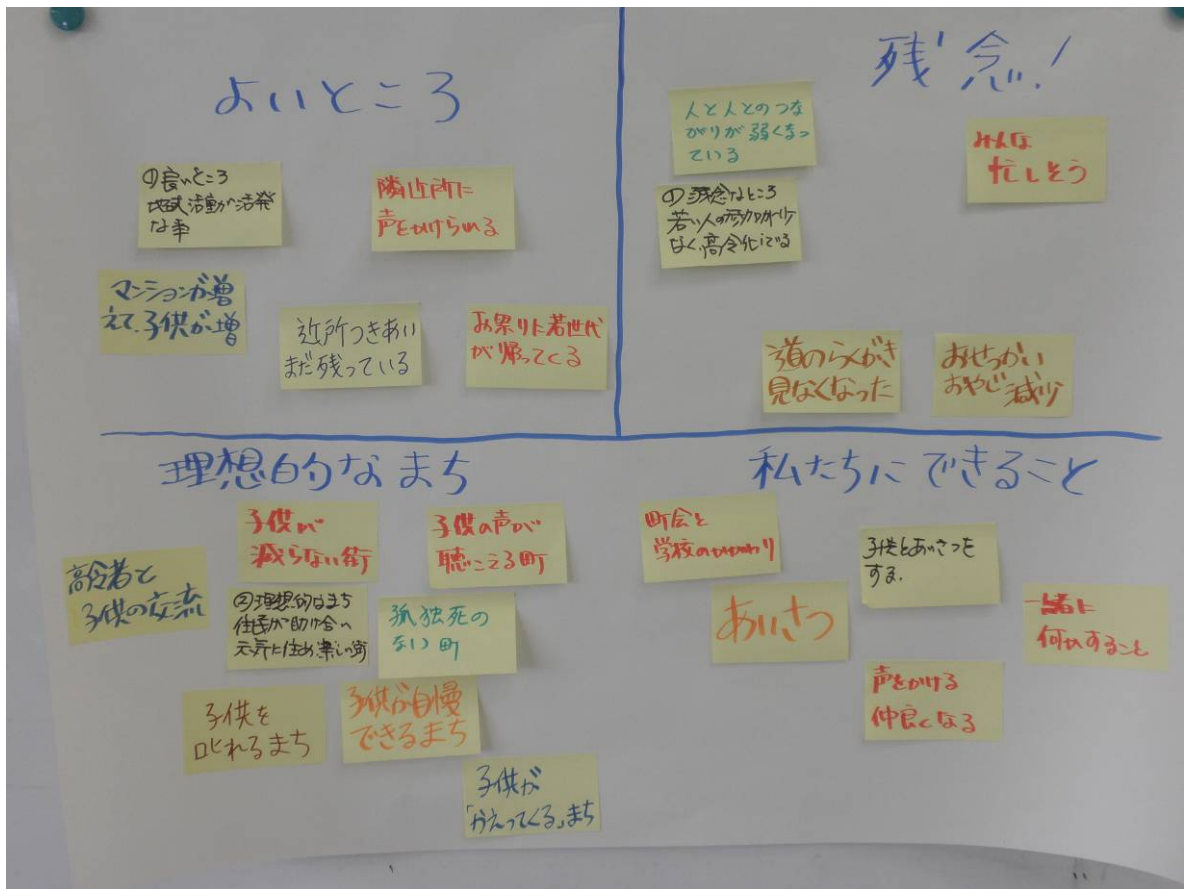 よいところ
①良いところ
地域活動が活発
な事
隣近所に
声をかけられる
マンションが増
えて、子供が増
近所つきあい
まだ残っている
お祭りに若世代
が帰ってくる
残念!
人と人とのつな
がりが弱くなっ
ている
みんな
忙しそう
①残念なところ
若い人の参加が少
なく、高令化している
道のらくがき
見なくなった
おせっかい
おやじ減少
理想的なまち
子供が
減らない街
子供の声が
聴こえる町
高令者と
子供の交流
②理想的なまち
住民が助け合い
元気に住め楽しい街
孤独死の
ない町
子供を
叱れるまち
子供が自慢
できるまち
子供が
「かえってくる」まち
私たちにできること
町会と
学校のかかわり
子供とあいさつを
する.
あいさつ
一緒に
何かすること
声をかける
仲良くなる